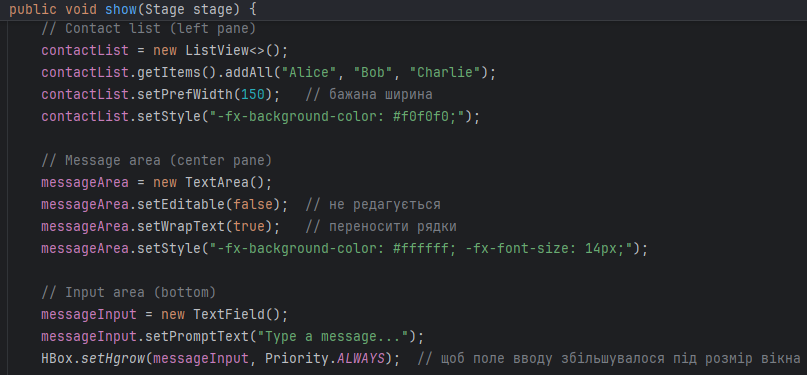 public void show(Stage stage) {
// Contact list (left pane)
contactList = new ListView<>();
contactList.getItems().addAll("Alice", "Bob", "Charlie");
contactList.setPrefWidth(150);   // бажана ширина
contactList.setStyle("-fx-background-color: #f0f0f0;");
// Message area (center pane)
messageArea = new TextArea();
messageArea.setEditable(false);  // не редагується
messageArea.setWrapText(true);   // переносити рядки
messageArea.setStyle("-fx-background-color: #ffffff; -fx-font-size: 14px;");
// Input area (bottom)
messageInput = new TextField();
messageInput.setPromptText("Type a message...");
HBox.setHgrow(messageInput, Priority.ALWAYS);  // щоб поле вводу збільшувалося під розмір вікна